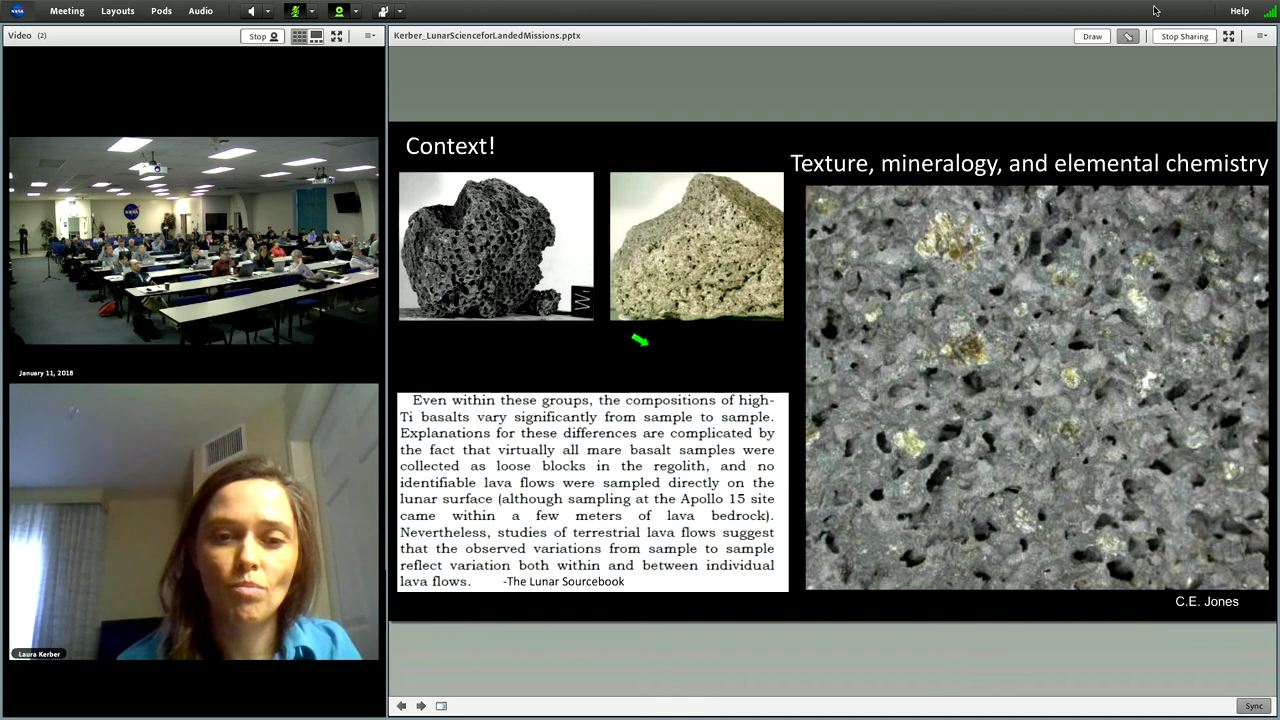 Meeting Layouts Pods Audio Help
Video (2) Stop
January 11, 2018
Laura Kerber
Kerber_LunarScienceforLandedMissions.pptx Draw Stop Sharing
Context!
Texture, mineralogy, and elemental chemistry
Even within these groups, the compositions of high-
Ti basalts vary significantly from sample to sample.
Explanations for these differences are complicated by
the fact that virtually all mare basalt samples were
collected as loose blocks in the regolith, and no
identifiable lava flows were sampled directly on the
lunar surface (although sampling at the Apollo 15 site
came within a few meters of lava bedrock).
Nevertheless, studies of terrestrial lava flows suggest
that the observed variations from sample to sample
reflect variation both within and between individual
lava flows. -The Lunar Sourcebook
C.E. Jones
Sync